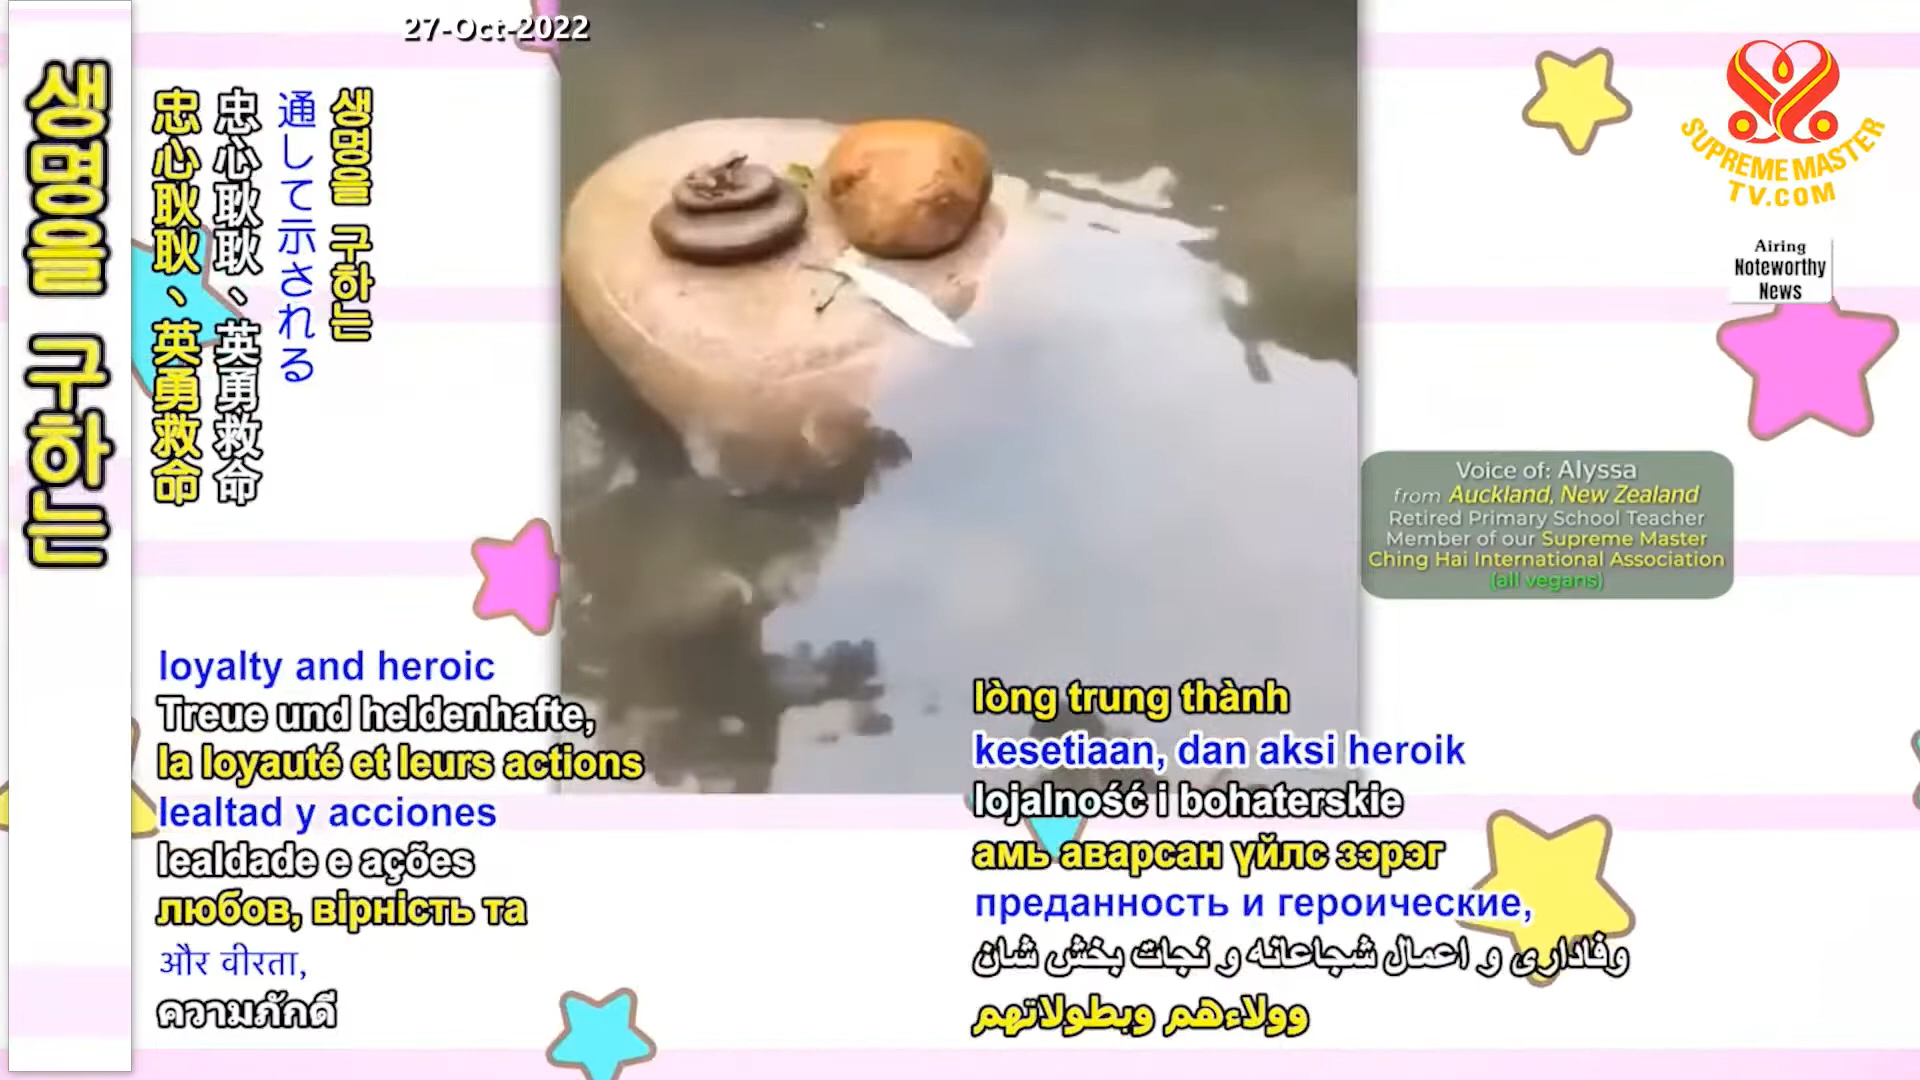 27-Oct-2022
생명을 구하는
생명을 구하는
通して示される
忠心耿耿、英勇救命
忠心耿耿、英勇救命
SUPREME MASTER
TV.COM
Airing
Noteworthy
News
Voice of: Alyssa
from Auckland, New Zealand
Retired Primary School Teacher
Member of our Supreme Master
Ching Hai International Association
(all vegans)
loyalty and heroic
Treue und heldenhafte,
la loyauté et leurs actions
lealtad y acciones
lealdade e ações
любов, вірність та
और वीरता,
ความภักดี
lòng trung thành
kesetiaan, dan aksi heroik
lojalność i bohaterskie
амь аварсан үйлс зэрэг
преданность и героические,
وفاداری و اعمال شجاعانه و نجات بخش شان
وولاءهم وبطولاتهم